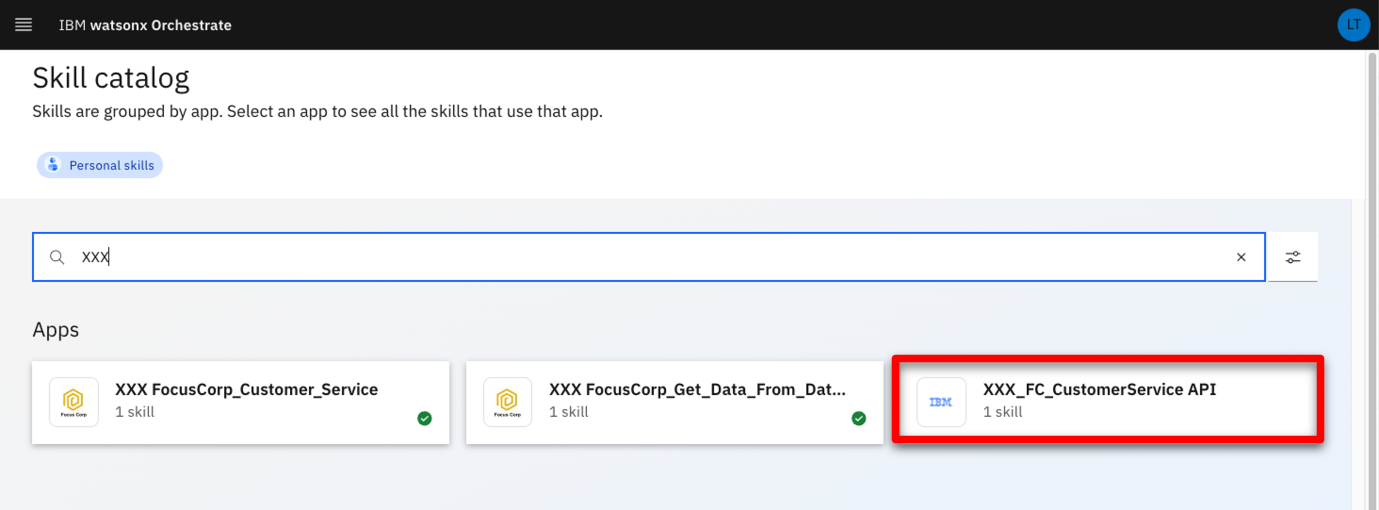 IBM watsonx Orchestrate
LT
Skill catalog
Skills are grouped by app. Select an app to see all the skills that use that app.
Personal skills
XXX
Apps
Focus Corp
XXX FocusCorp_Customer_Service
1 skill
Focus Corp
XXX FocusCorp_Get_Data_From_Dat...
1 skill
IBM
XXX_FC_CustomerService API
1 skill